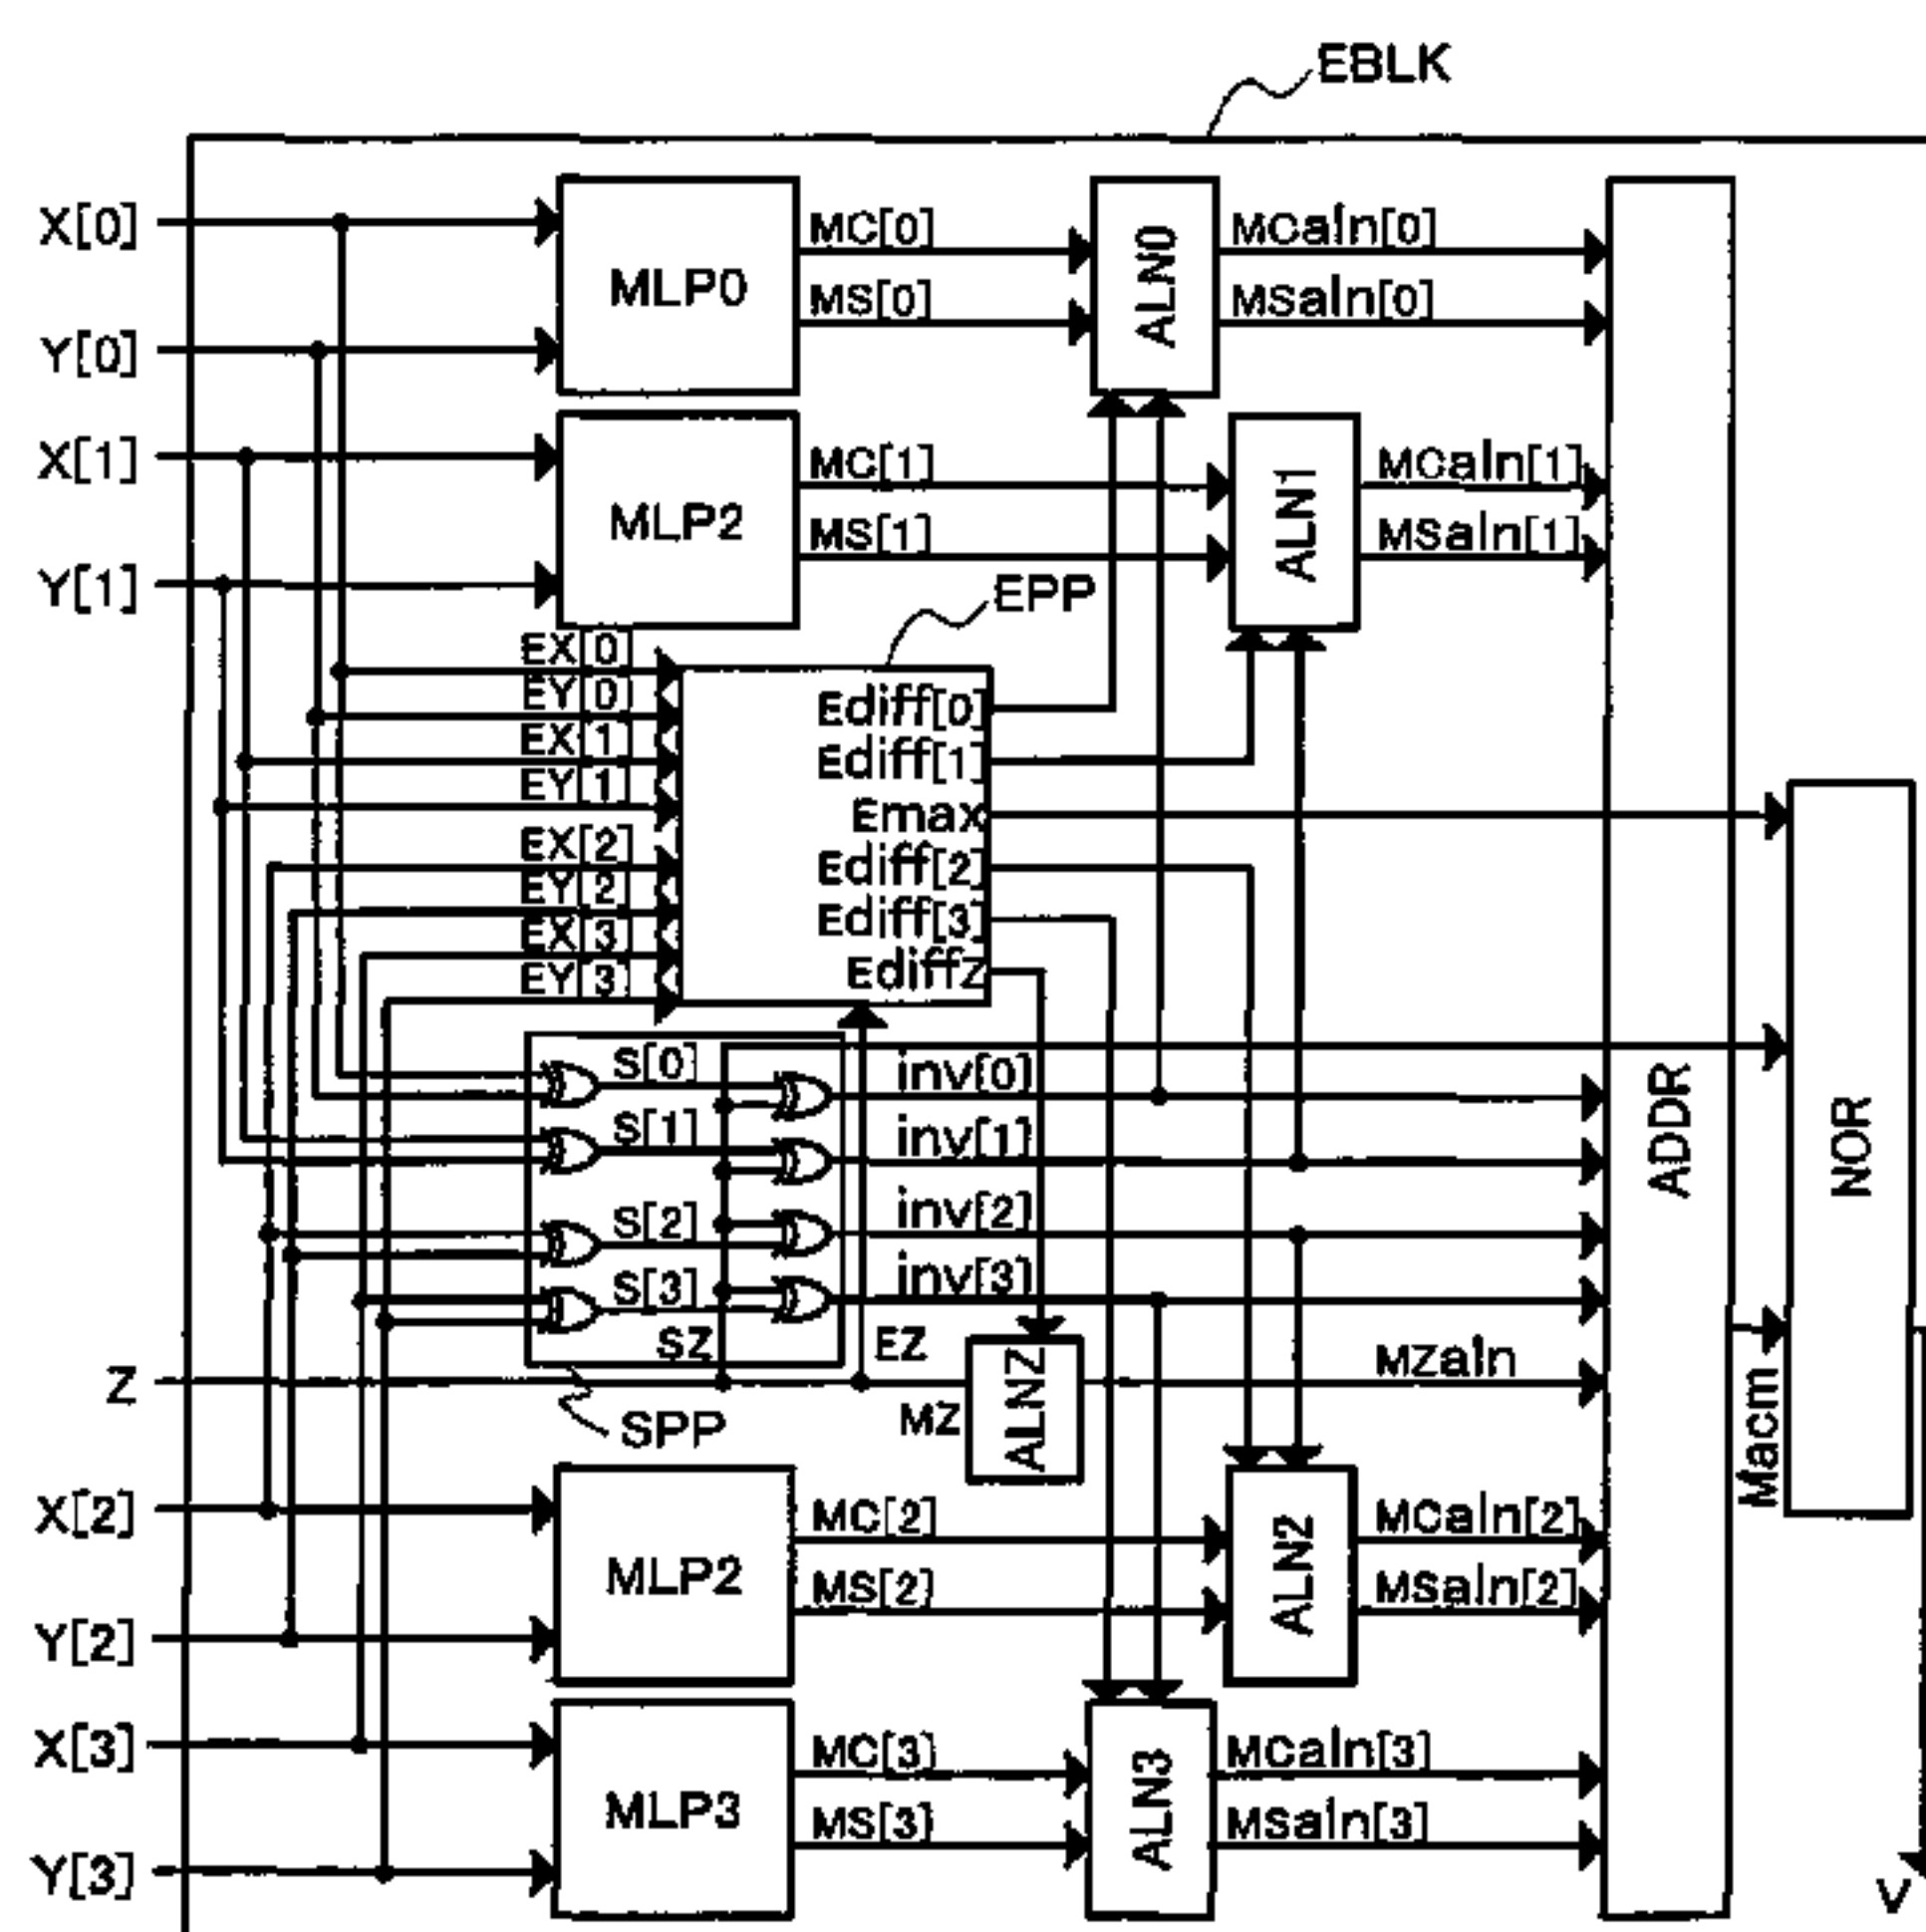 EBLK
X[0]
MC[0]
MCaln[0]
MLP0
ALN0
MS[0]
MSaln[0]
Y[0]
X[1]
MC[1]
MCaln[1]
MLP2
ALN1
MS[1]
MSaln[1]
Y[1]
EPP
EX[0]
EY[0]
EX[1]
EY[1]
EX[2]
EY[2]
EX[3]
EY[3]
Ediff[0]
Ediff[1]
Emax
Ediff[2]
Ediff[3]
EdiffZ
S[0]
inv[0]
S[1]
inv[1]
S[2]
inv[2]
S[3]
inv[3]
ADDR
NOR
SZ
EZ
Z
MZ
ALNZ
MZaln
Macm
SPP
X[2]
MC[2]
MCaln[2]
MLP2
ALN2
MS[2]
MSaln[2]
Y[2]
X[3]
MC[3]
MCaln[3]
MLP3
ALN3
MS[3]
MSaln[3]
Y[3]
V